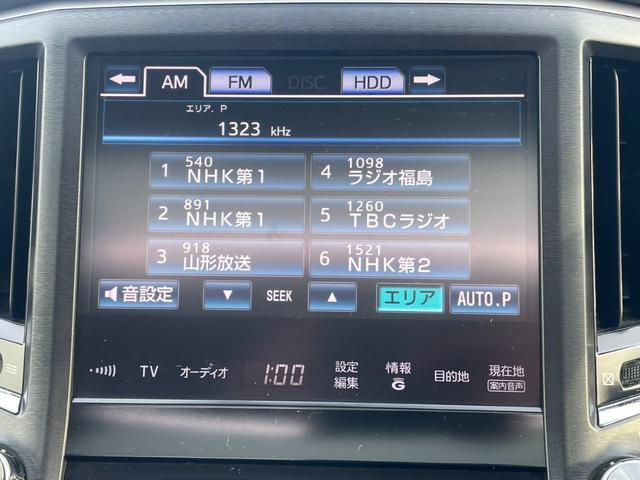 AM FM DISC HDD
エリア.P
1323 kHz
1 540 NHK第1
4 1098 ラジオ福島
2 891 NHK第1
5 1260 TBCラジオ
3 918 山形放送
6 1521 NHK第2
音設定 ▼ SEEK ▲ エリア AUTO.P
TV オーディオ 1:00 設定編集 情報 G 目的地 現在地 案内音声